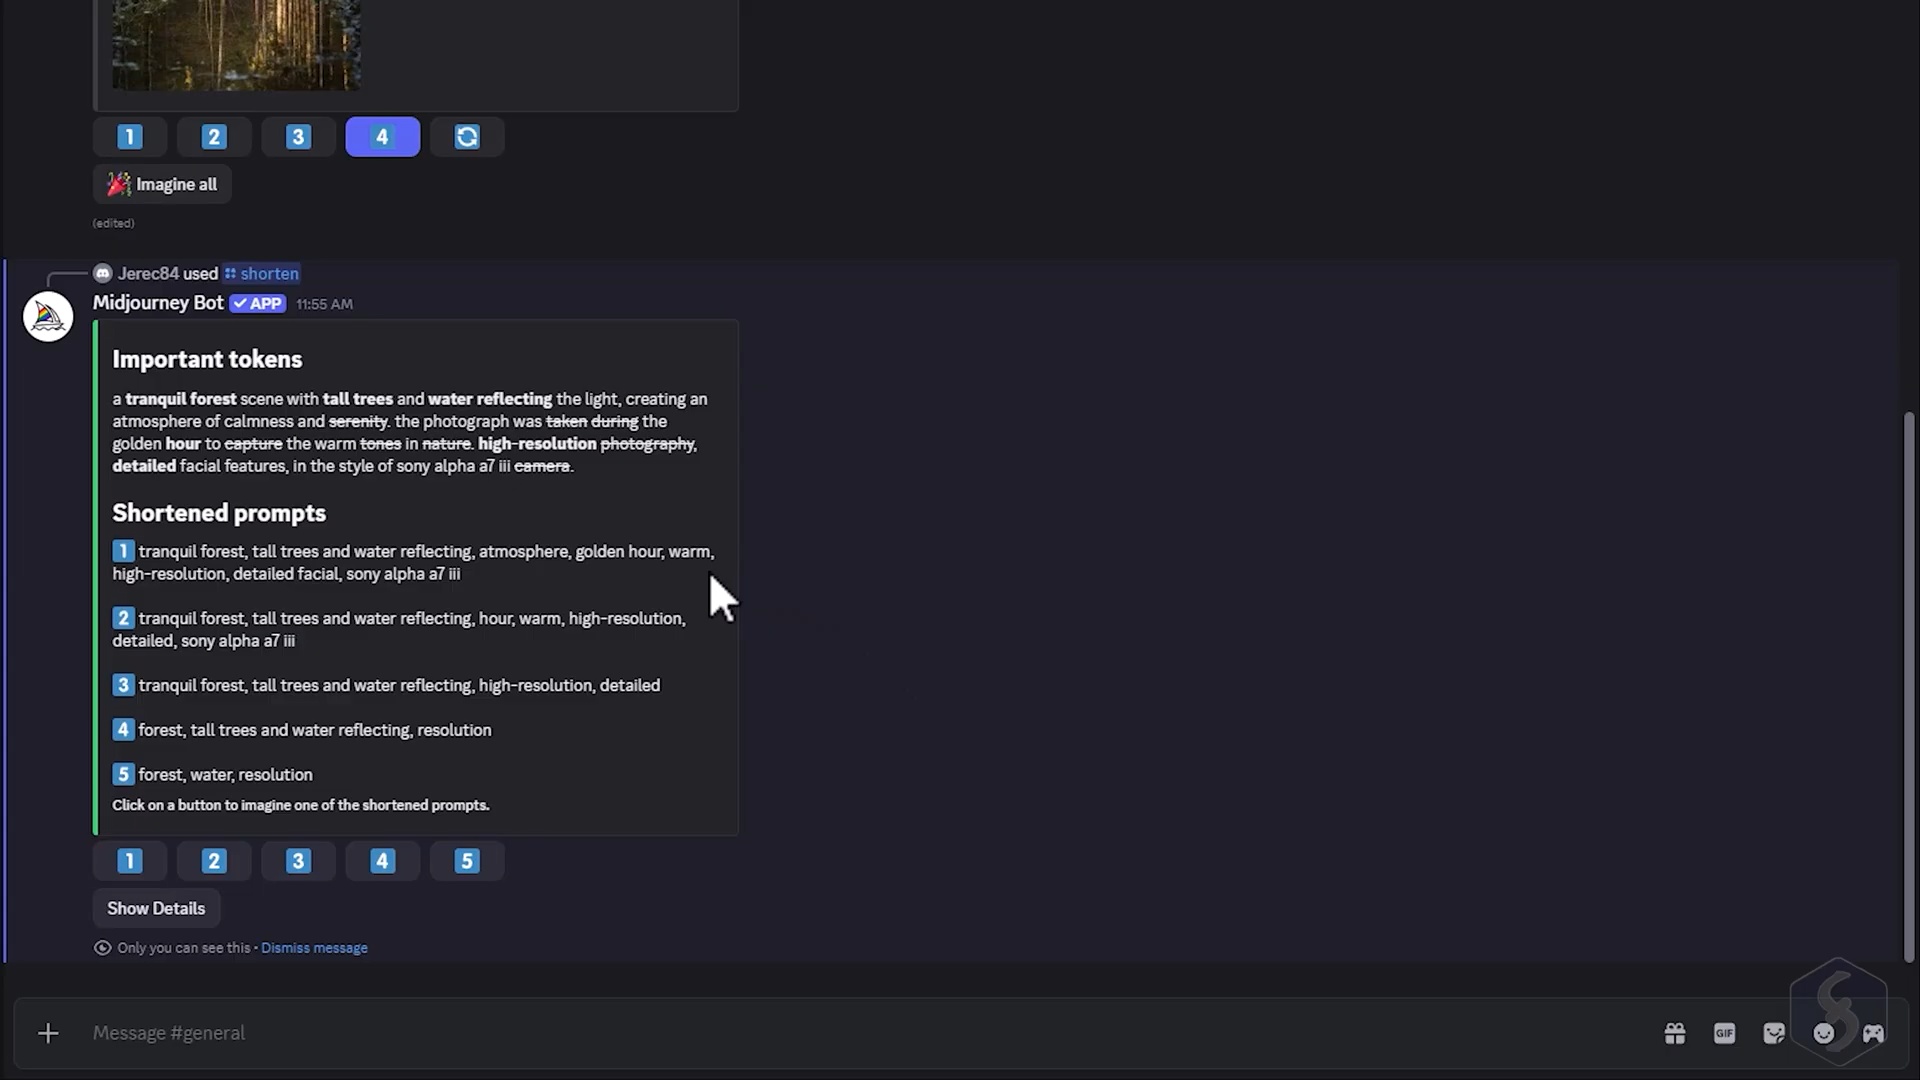 1 2 3 4
Imagine all
(edited)
Jerec84 used shorten
Midjourney Bot APP 11:55 AM
Important tokens
a tranquil forest scene with tall trees and water reflecting the light, creating an
atmosphere of calmness and serenity. the photograph was taken during the
golden hour to capture the warm tones in nature. high-resolution photography,
detailed facial features, in the style of sony alpha a7 iii camera.
Shortened prompts
1 tranquil forest, tall trees and water reflecting, atmosphere, golden hour, warm,
high-resolution, detailed facial, sony alpha a7 iii
2 tranquil forest, tall trees and water reflecting, hour, warm, high-resolution,
detailed, sony alpha a7 iii
3 tranquil forest, tall trees and water reflecting, high-resolution, detailed
4 forest, tall trees and water reflecting, resolution
5 forest, water, resolution
Click on a button to imagine one of the shortened prompts.
1 2 3 4 5
Show Details
Only you can see this • Dismiss message
Message #general
GIF